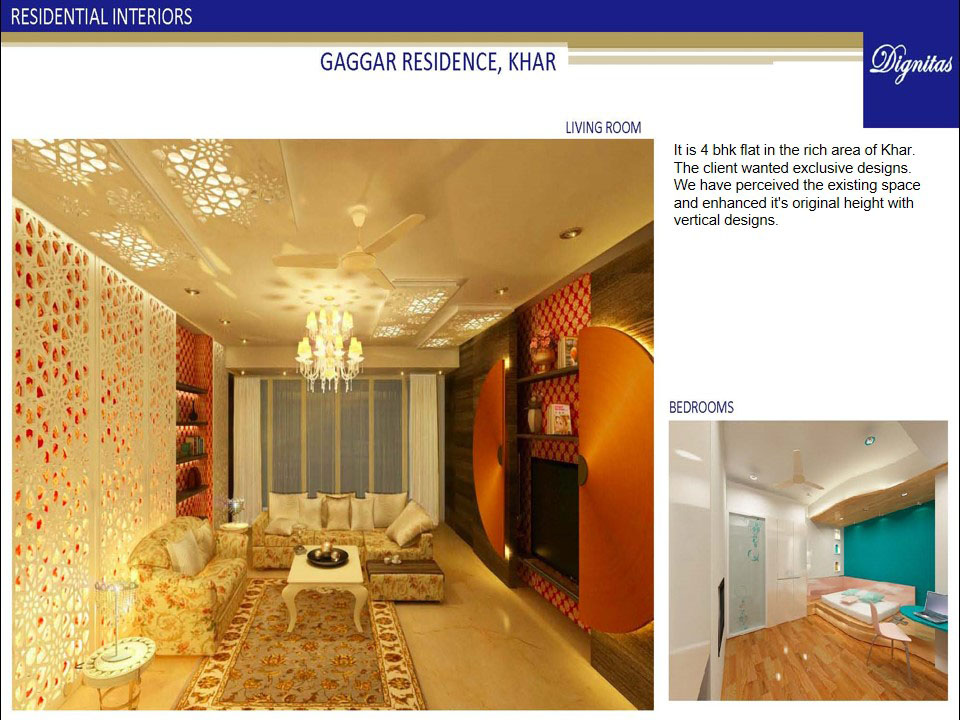 RESIDENTIAL INTERIORS
GAGGAR RESIDENCE, KHAR
Dignitas
LIVING ROOM
It is 4 bhk flat in the rich area of Khar.
The client wanted exclusive designs.
We have perceived the existing space
and enhanced it's original height with
vertical designs.
BEDROOMS